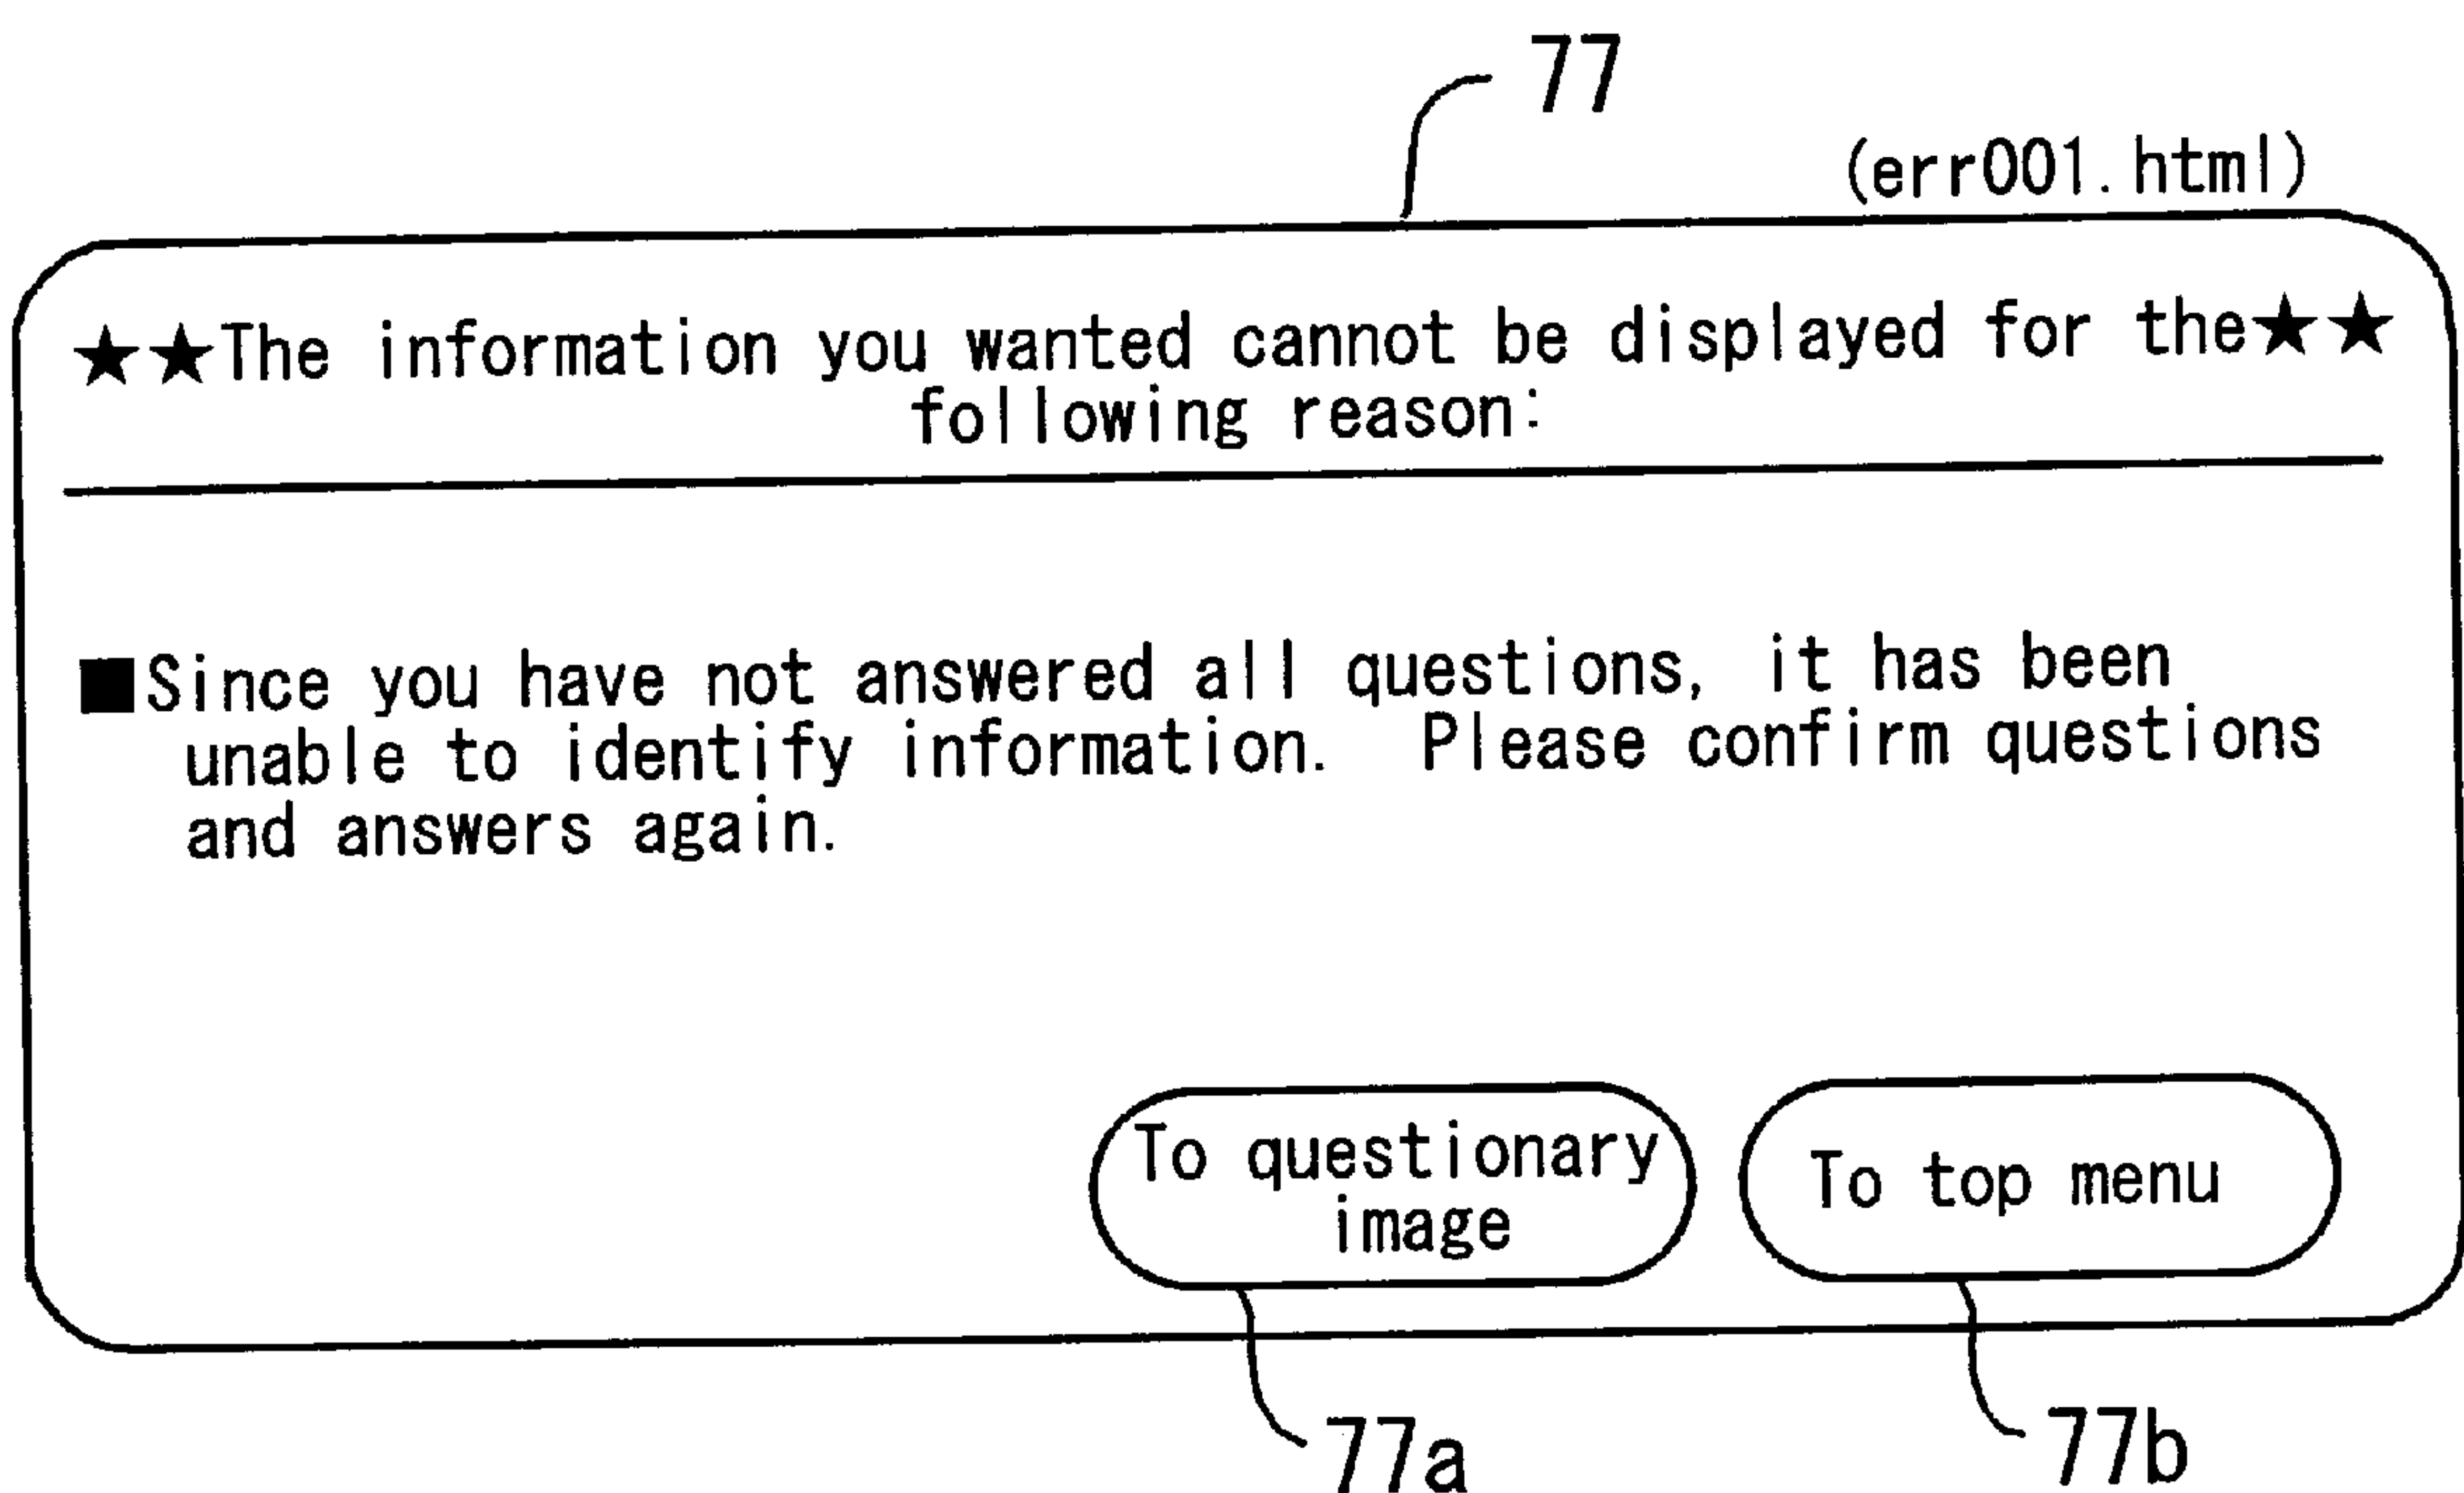 77
(err001.html)
★★The information you wanted cannot be displayed for the★★
following reason:
■Since you have not answered all questions, it has been
unable to identify information. Please confirm questions
and answers again.
To questionary
image
To top menu
77a
77b